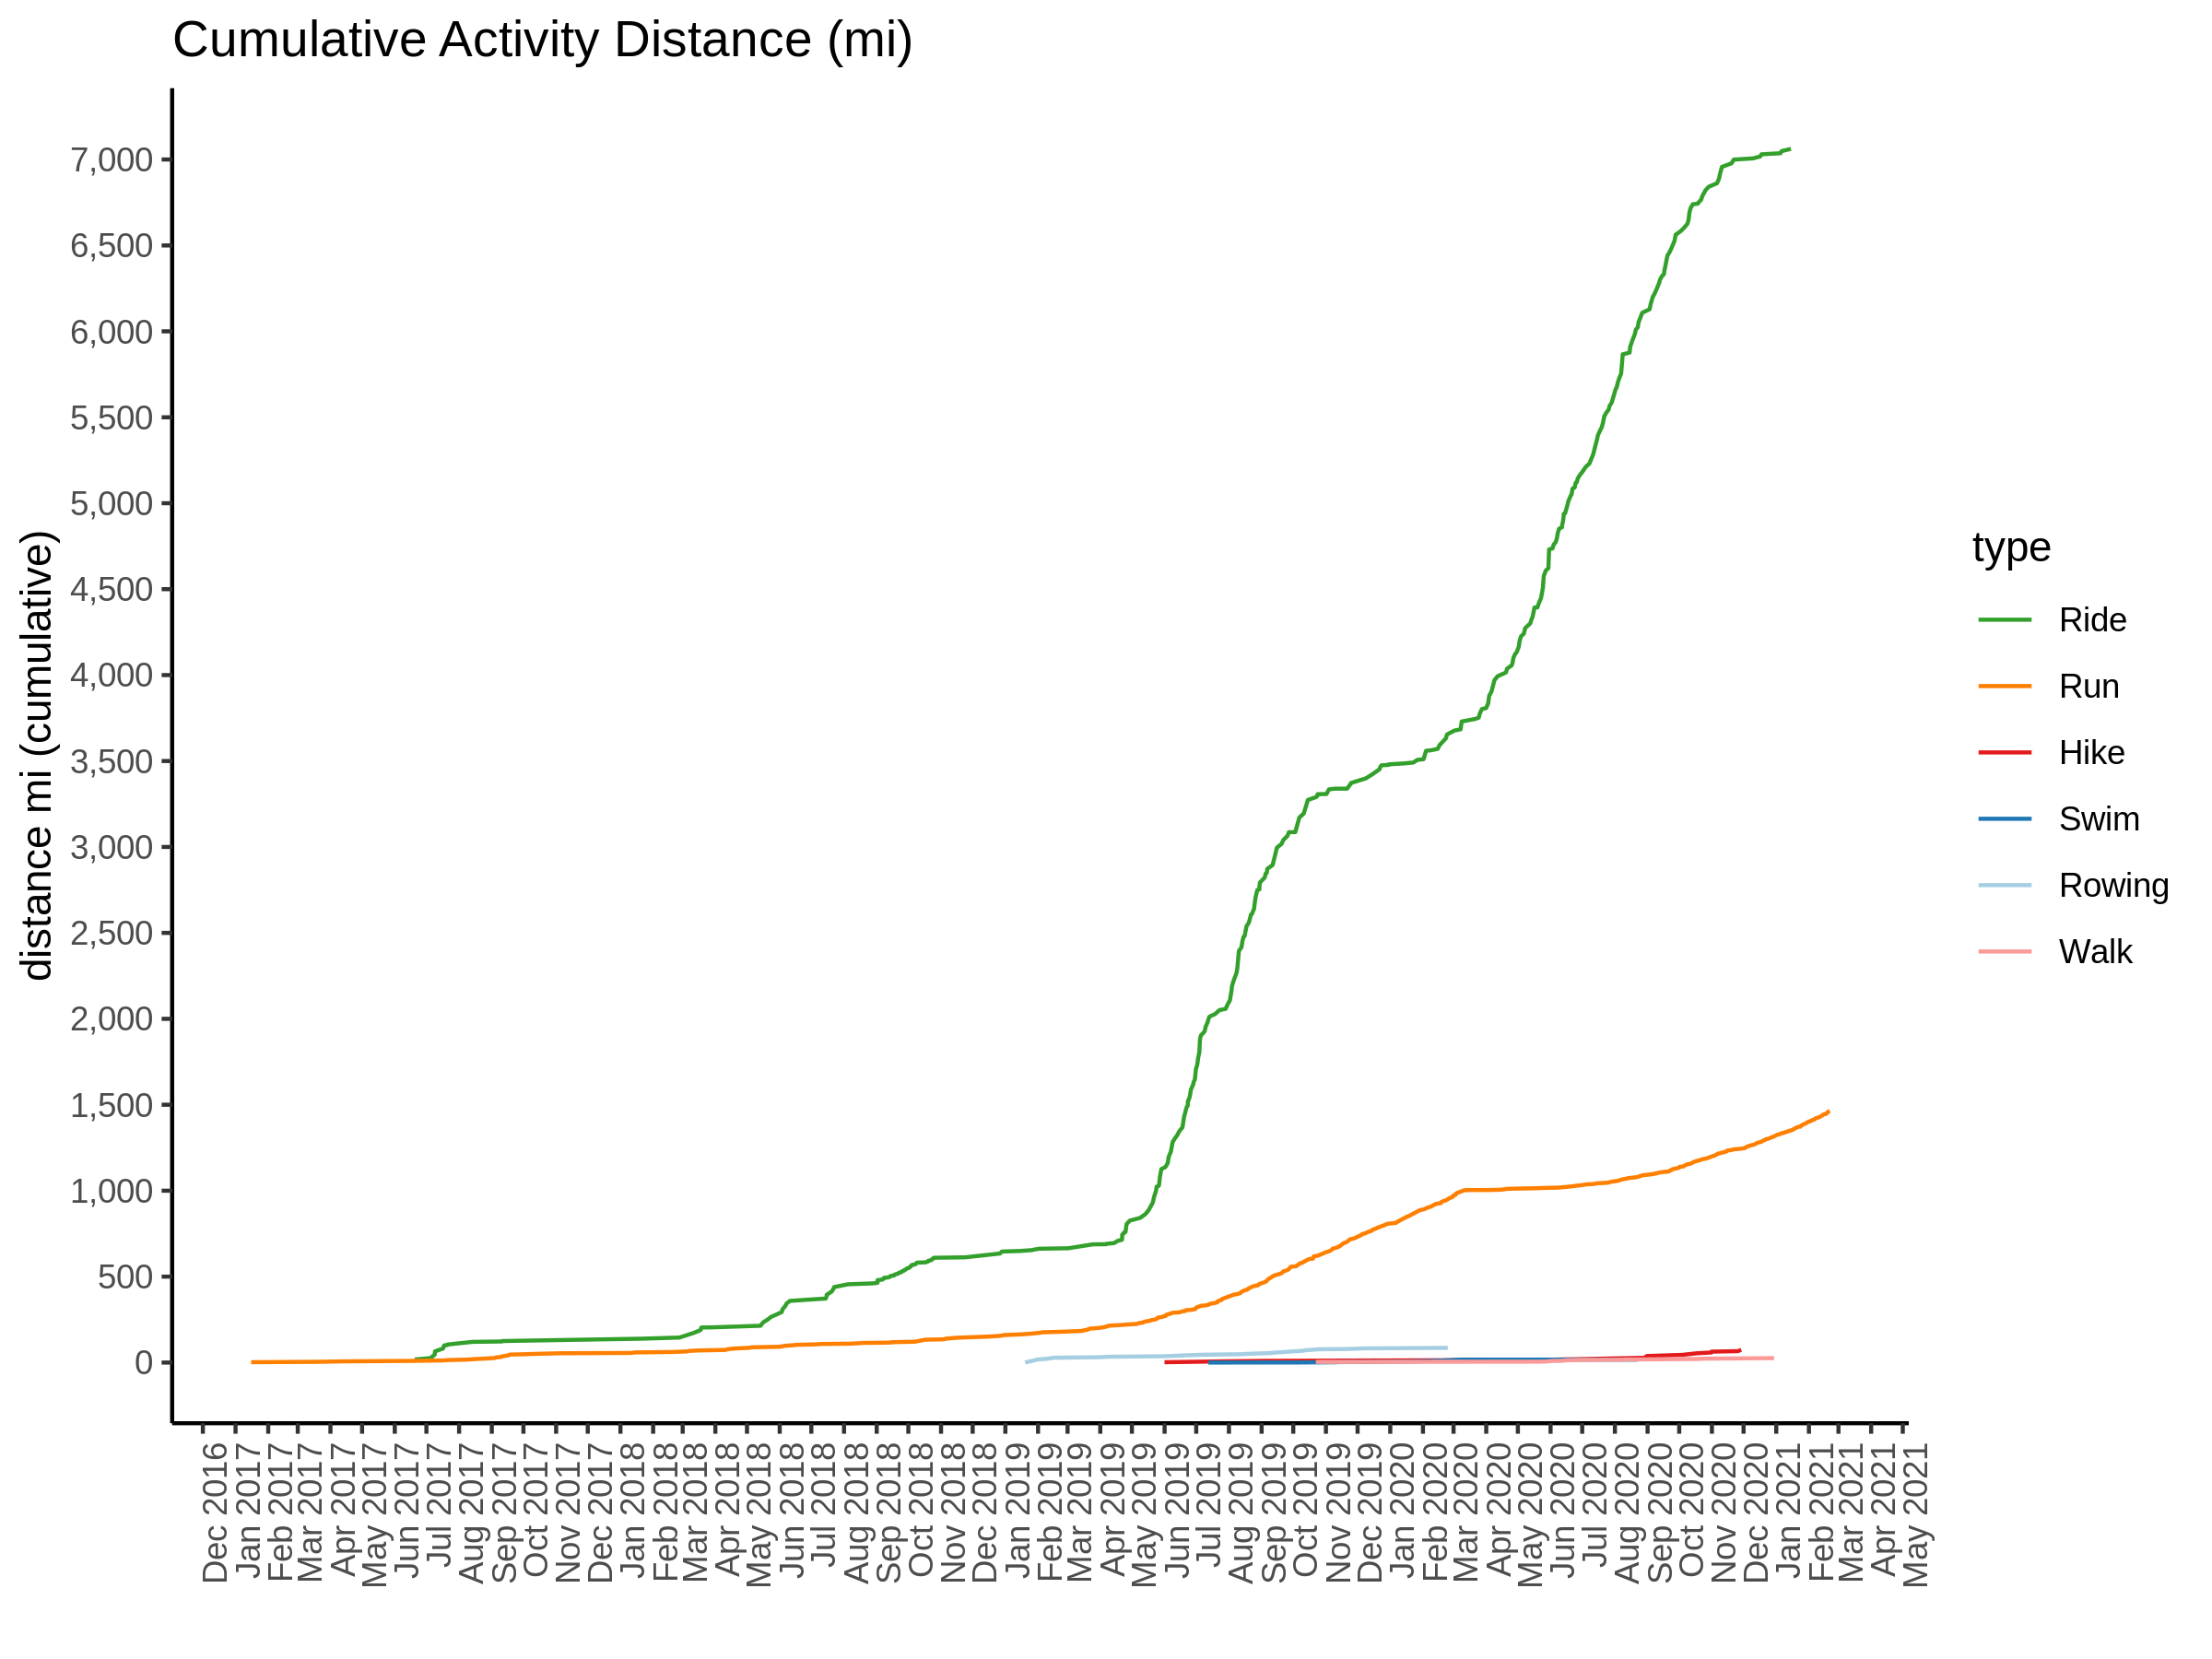 Cumulative Activity Distance (mi)
distance mi (cumulative)
7,000
6,500
6,000
5,500
5,000
4,500
4,000
3,500
3,000
2,500
2,000
1,500
1,000
500
0
Dec 2016
Jan 2017
Feb 2017
Mar 2017
Apr 2017
May 2017
Jun 2017
Jul 2017
Aug 2017
Sep 2017
Oct 2017
Nov 2017
Dec 2017
Jan 2018
Feb 2018
Mar 2018
Apr 2018
May 2018
Jun 2018
Jul 2018
Aug 2018
Sep 2018
Oct 2018
Nov 2018
Dec 2018
Jan 2019
Feb 2019
Mar 2019
Apr 2019
May 2019
Jun 2019
Jul 2019
Aug 2019
Sep 2019
Oct 2019
Nov 2019
Dec 2019
Jan 2020
Feb 2020
Mar 2020
Apr 2020
May 2020
Jun 2020
Jul 2020
Aug 2020
Sep 2020
Oct 2020
Nov 2020
Dec 2020
Jan 2021
Feb 2021
Mar 2021
Apr 2021
May 2021
type
Ride
Run
Hike
Swim
Rowing
Walk